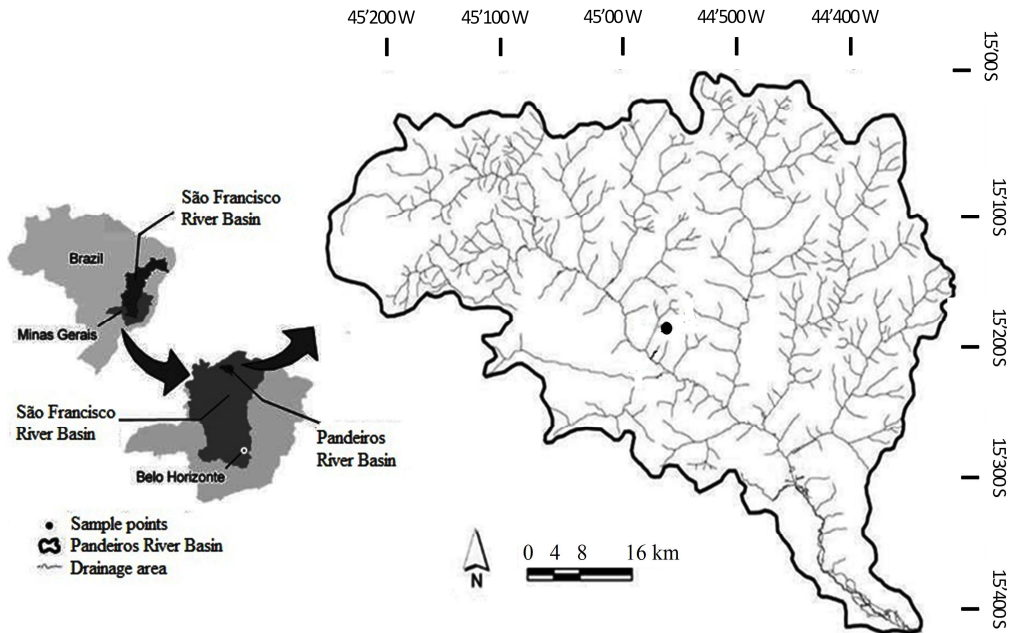 45'200 W 45'100 W 45'00 W 44'500 W 44'400 W
15'00S
15'100S
15'200S
15'300S
15'400S
São Francisco
River Basin
Brazil
Minas Gerais
São Francisco
River Basin
Pandeiros
River Basin
Belo Horizonte
Sample points
Pandeiros River Basin
Drainage area
N
0 4 8 16 km